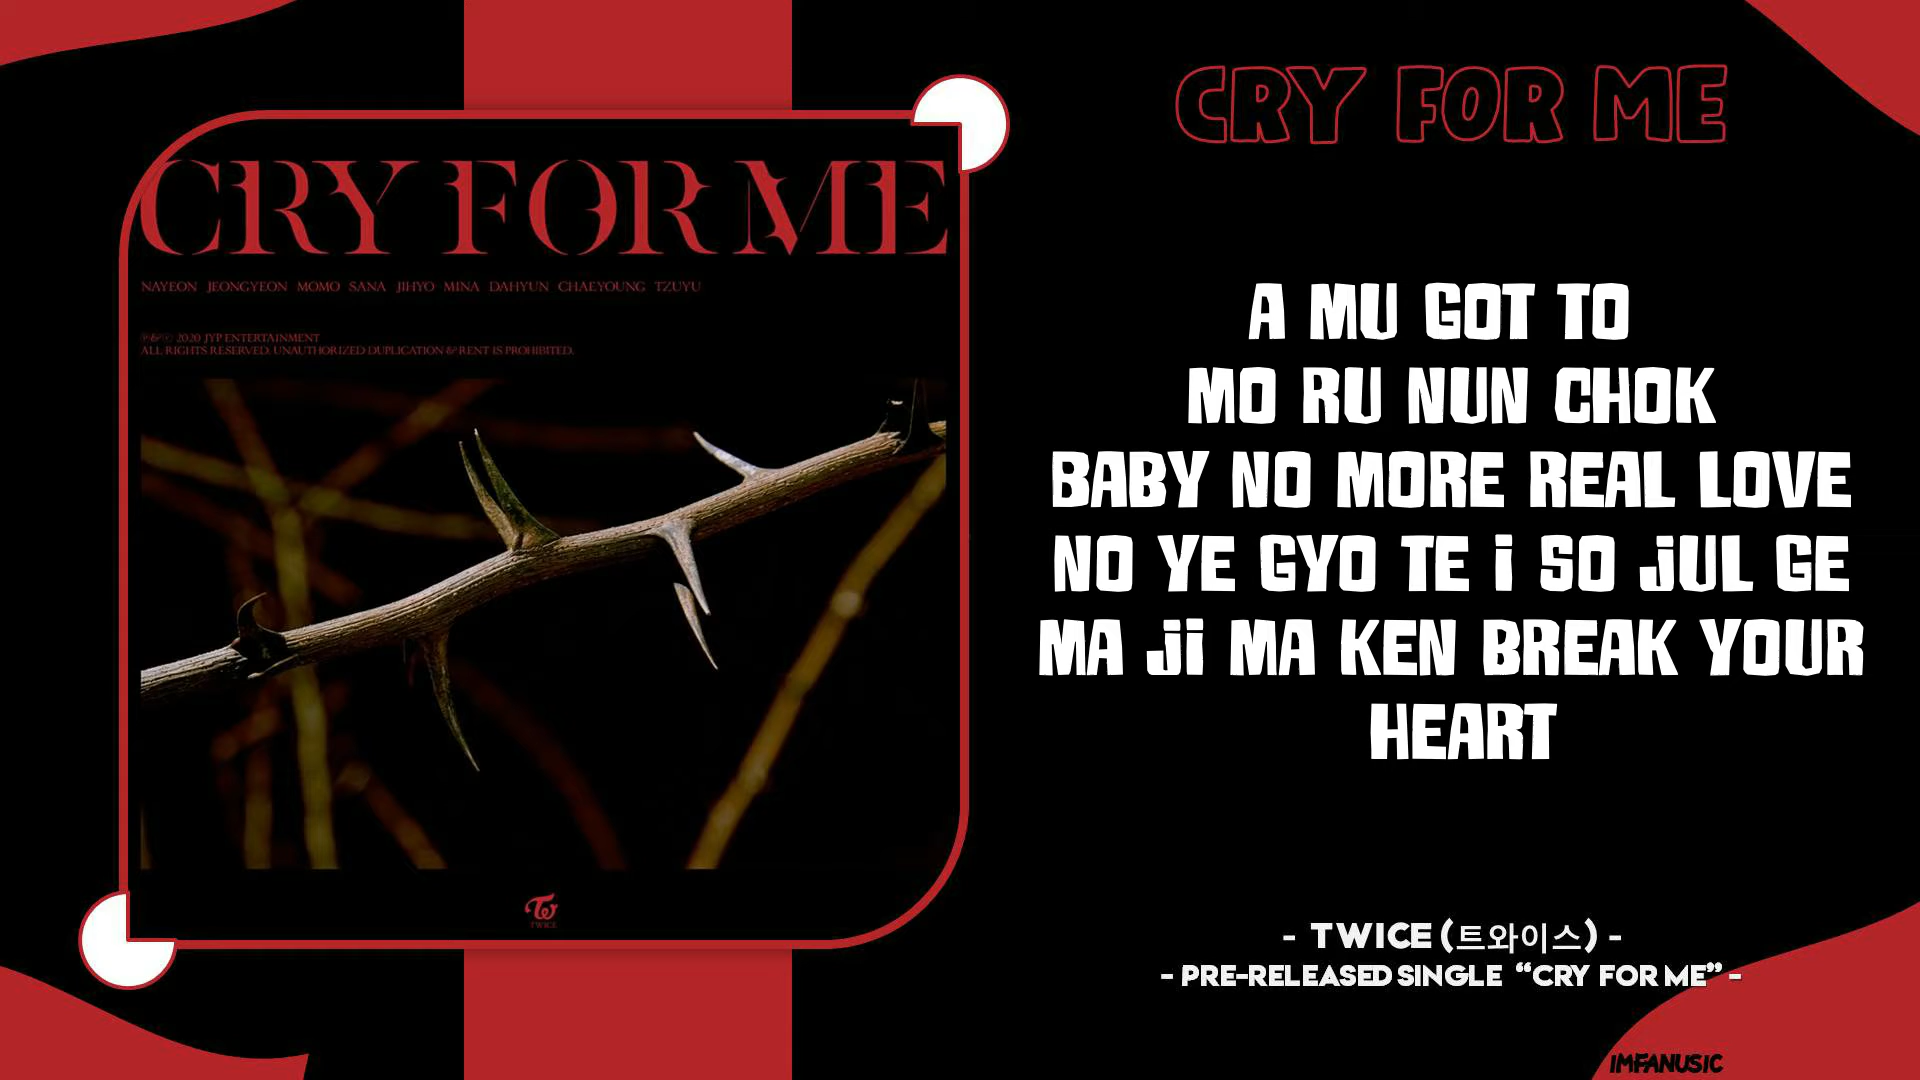 CRY FOR ME
NAYEON JEONGYEON MOMO SANA JIHYO MINA DAHYUN CHAEYOUNG TZUYU
℗&ⓒ 2020 JYP ENTERTAINMENT
ALL RIGHTS RESERVED. UNAUTHORIZED DUPLICATION & RENT IS PROHIBITED.
TWICE
CRY FOR ME
A MU GOT TO
MO RU NUN CHOK
BABY NO MORE REAL LOVE
NO YE GYO TE i SO jUL GE
MA ji MA KEN BREAK YOUR
HEART
- TWICE (트와이스) -
- PRE-RELEASED SINGLE “CRY FOR ME” -
IMFANUSIC